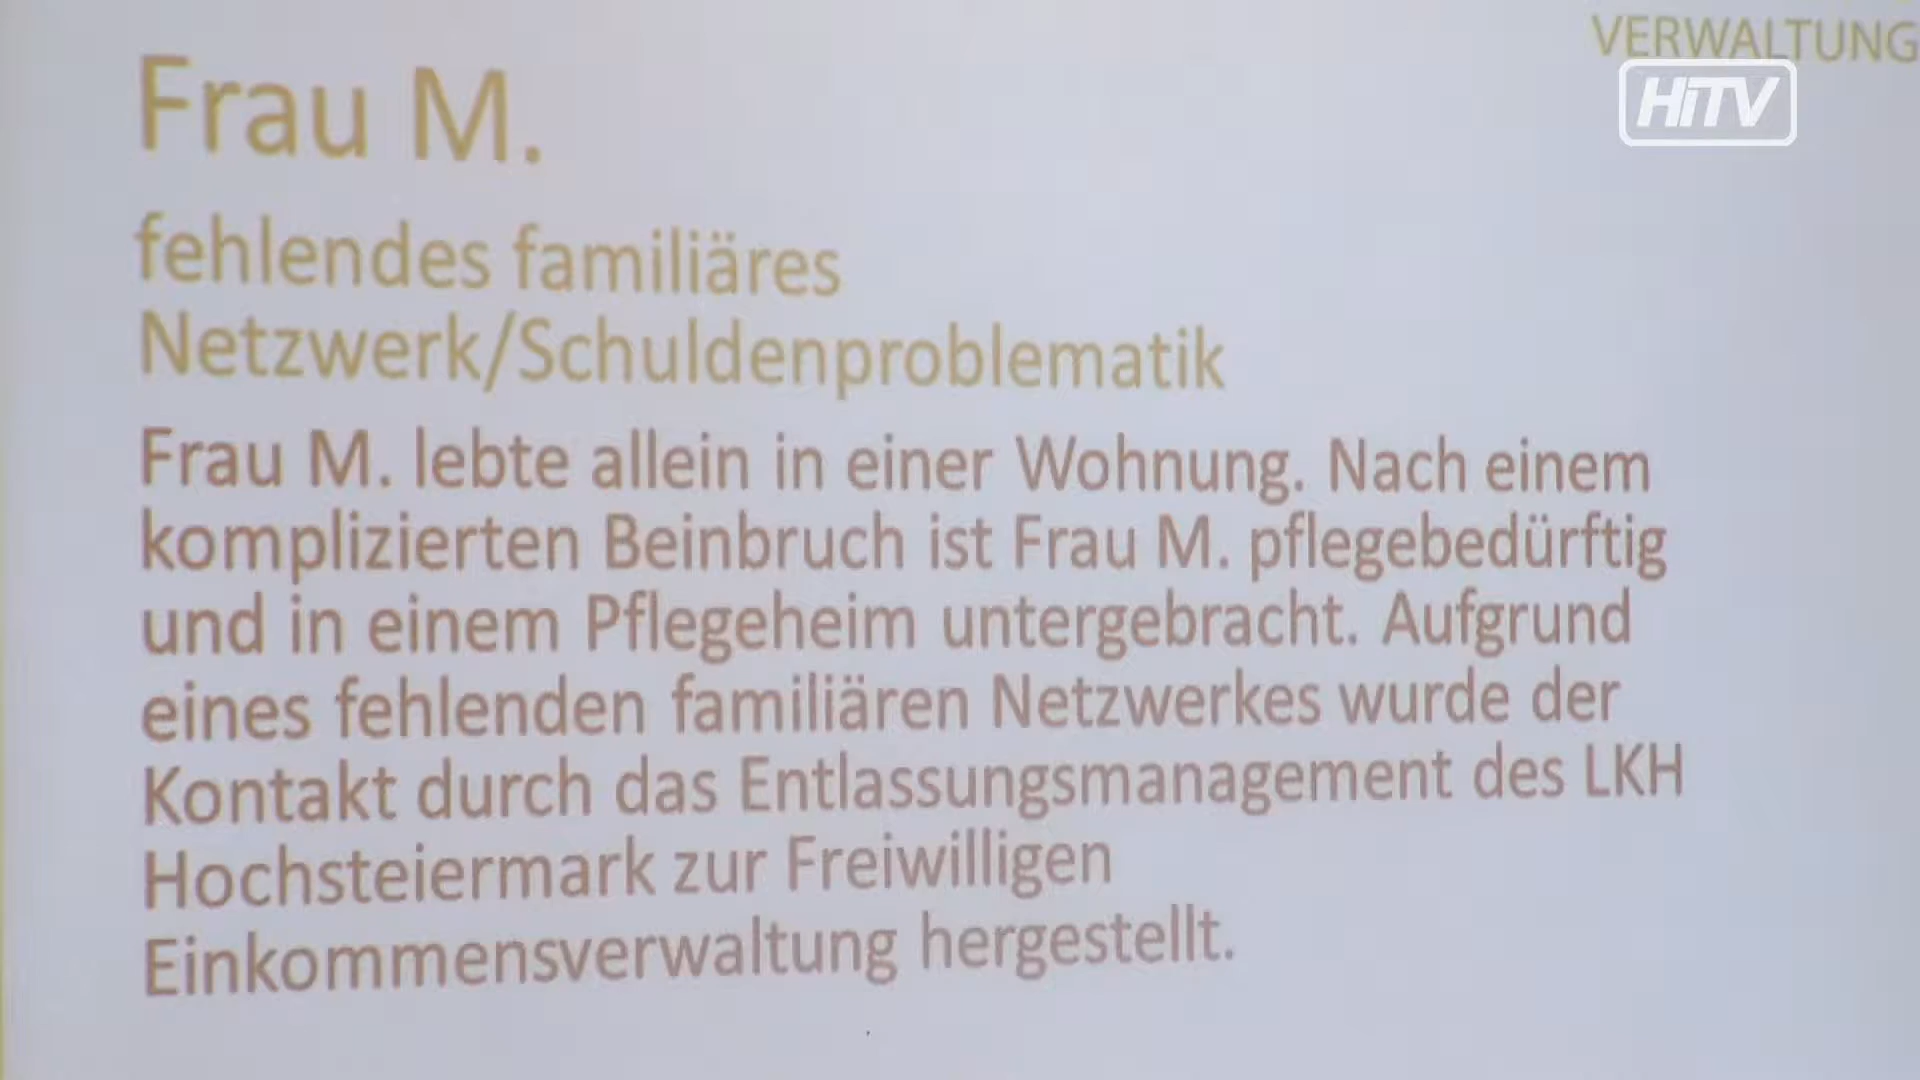 VERWALTUNG
HiTV
Frau M.
fehlendes familiäres
Netzwerk/Schuldenproblematik
Frau M. lebte allein in einer Wohnung. Nach einem
komplizierten Beinbruch ist Frau M. pflegebedürftig
und in einem Pflegeheim untergebracht. Aufgrund
eines fehlenden familiären Netzwerkes wurde der
Kontakt durch das Entlassungsmanagement des LKH
Hochsteiermark zur Freiwilligen
Einkommensverwaltung hergestellt.